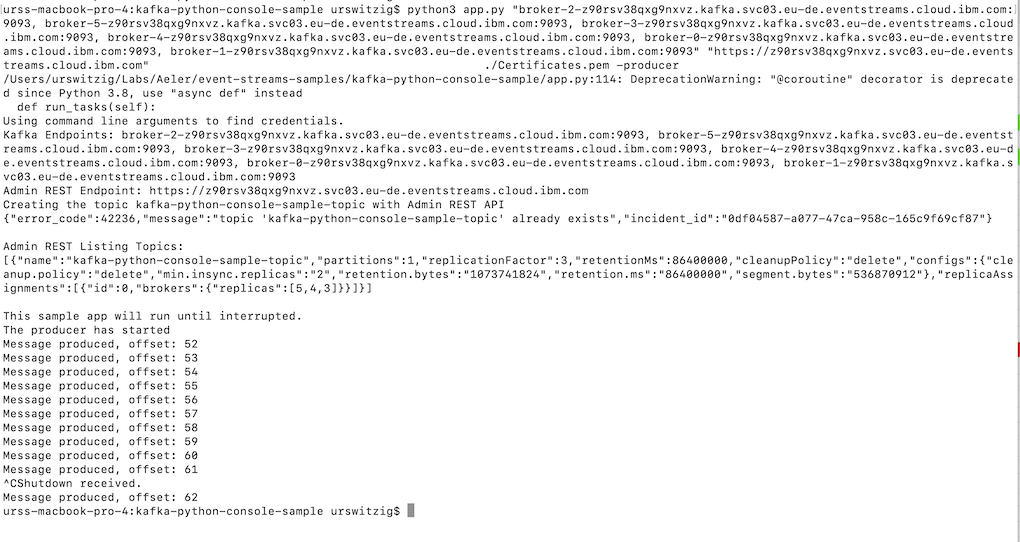 urss-macbook-pro-4:kafka-python-console-sample urswitzig$ python3 app.py "broker-2-z90rsv38qxg9nxvz.kafka.svc03.eu-de.eventstreams.cloud.ibm.com:
9093, broker-5-z90rsv38qxg9nxvz.kafka.svc03.eu-de.eventstreams.cloud.ibm.com:9093, broker-3-z90rsv38qxg9nxvz.kafka.svc03.eu-de.eventstreams.cloud
.ibm.com:9093, broker-4-z90rsv38qxg9nxvz.kafka.svc03.eu-de.eventstreams.cloud.ibm.com:9093, broker-0-z90rsv38qxg9nxvz.kafka.svc03.eu-de.eventstre
ams.cloud.ibm.com:9093, broker-1-z90rsv38qxg9nxvz.kafka.svc03.eu-de.eventstreams.cloud.ibm.com:9093" "https://z90rsv38qxg9nxvz.svc03.eu-de.events
treams.cloud.ibm.com" ./Certificates.pem -producer
/Users/urswitzig/Labs/Aeler/event-streams-samples/kafka-python-console-sample/app.py:114: DeprecationWarning: "@coroutine" decorator is deprecate
d since Python 3.8, use "async def" instead
def run_tasks(self):
Using command line arguments to find credentials.
Kafka Endpoints: broker-2-z90rsv38qxg9nxvz.kafka.svc03.eu-de.eventstreams.cloud.ibm.com:9093, broker-5-z90rsv38qxg9nxvz.kafka.svc03.eu-de.eventst
reams.cloud.ibm.com:9093, broker-3-z90rsv38qxg9nxvz.kafka.svc03.eu-de.eventstreams.cloud.ibm.com:9093, broker-4-z90rsv38qxg9nxvz.kafka.svc03.eu-d
e.eventstreams.cloud.ibm.com:9093, broker-0-z90rsv38qxg9nxvz.kafka.svc03.eu-de.eventstreams.cloud.ibm.com:9093, broker-1-z90rsv38qxg9nxvz.kafka.s
vc03.eu-de.eventstreams.cloud.ibm.com:9093
Admin REST Endpoint: https://z90rsv38qxg9nxvz.svc03.eu-de.eventstreams.cloud.ibm.com
Creating the topic kafka-python-console-sample-topic with Admin REST API
{"error_code":42236,"message":"topic 'kafka-python-console-sample-topic' already exists","incident_id":"0df04587-a077-47ca-958c-165c9f69cf87"}
Admin REST Listing Topics:
[{"name":"kafka-python-console-sample-topic","partitions":1,"replicationFactor":3,"retentionMs":86400000,"cleanupPolicy":"delete","configs":{"cle
anup.policy":"delete","min.insync.replicas":"2","retention.bytes":"1073741824","retention.ms":"86400000","segment.bytes":"536870912"},"replicaAss
ignments":[{"id":0,"brokers":{"replicas":[5,4,3]}}]}]
This sample app will run until interrupted.
The producer has started
Message produced, offset: 52
Message produced, offset: 53
Message produced, offset: 54
Message produced, offset: 55
Message produced, offset: 56
Message produced, offset: 57
Message produced, offset: 58
Message produced, offset: 59
Message produced, offset: 60
Message produced, offset: 61
^CShutdown received.
Message produced, offset: 62
urss-macbook-pro-4:kafka-python-console-sample urswitzig$